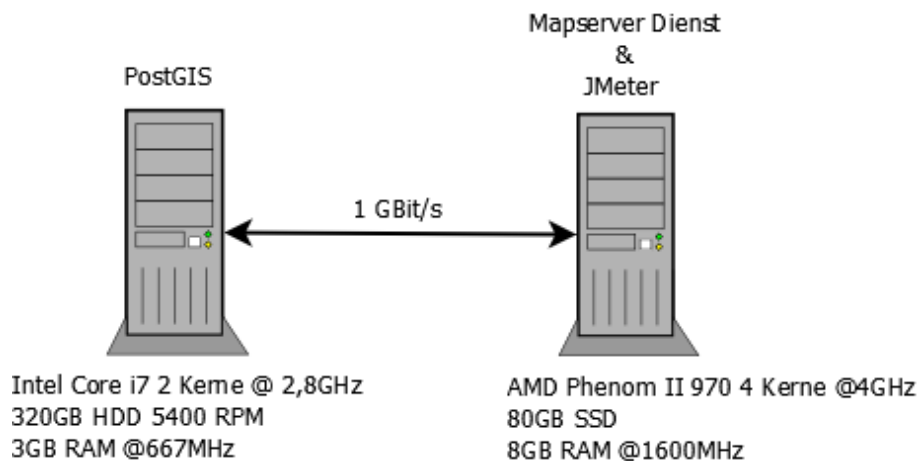 PostGIS
Mapserver Dienst
&
JMeter
1 GBit/s
Intel Core i7 2 Kerne @ 2,8GHz
320GB HDD 5400 RPM
3GB RAM @667MHz
AMD Phenom II 970 4 Kerne @4GHz
80GB SSD
8GB RAM @1600MHz